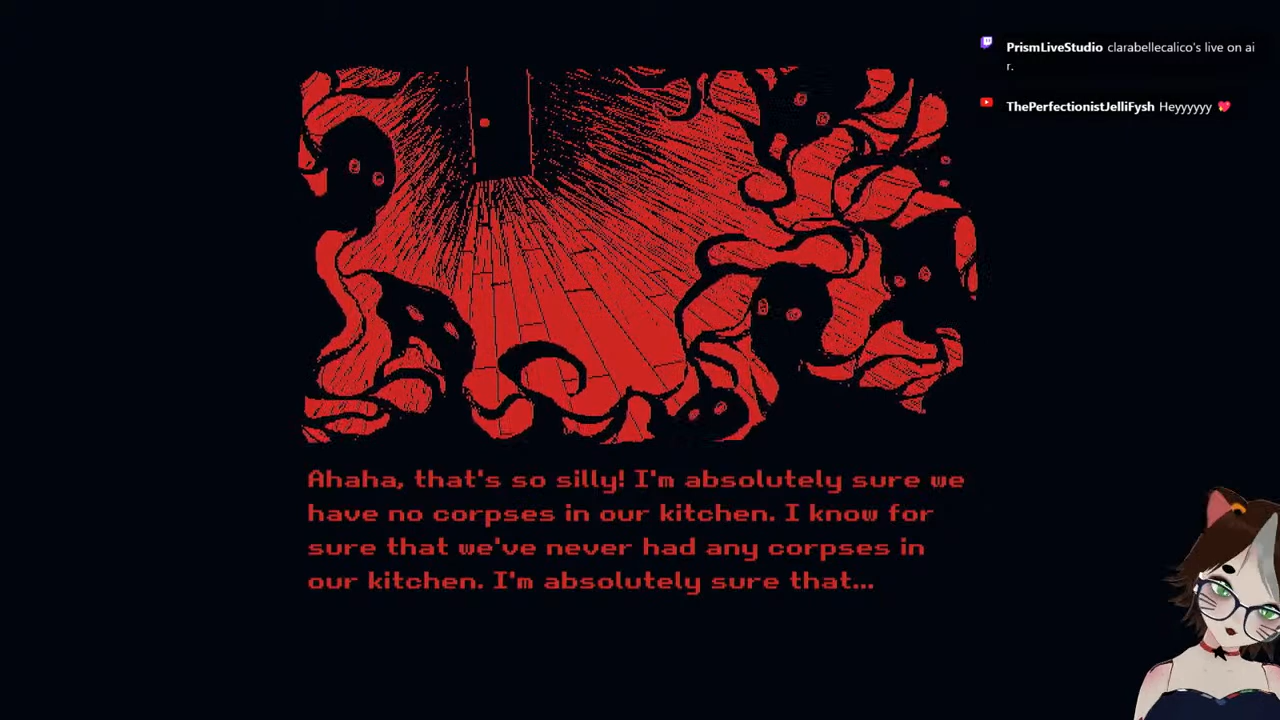 PrismLiveStudio clarabellecalico's live on ai
r.
ThePerfectionistJelliFysh Heyyyyyy 💖
Ahaha, that's so silly! I'm absolutely sure we
have no corpses in our kitchen. I know for
sure that we've never had any corpses in
our kitchen. I'm absolutely sure that...